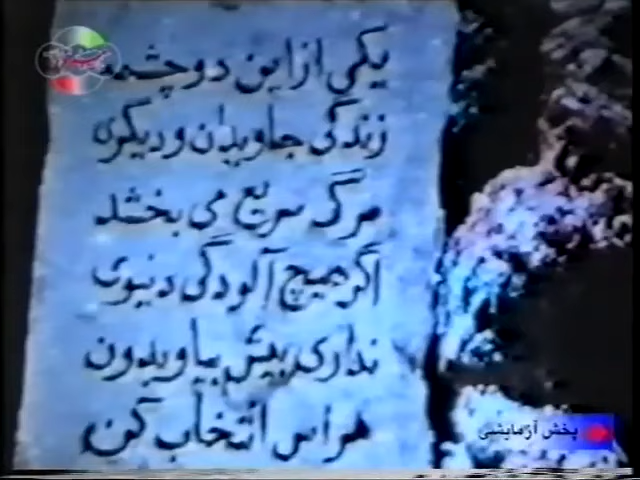 یکی از این دو چشمه
زندگی جاویدان و دیگری
مرگ سریع می بخشد
اگر هیچ آلودگی دنیوی
نداری پیش بیا و بدون
هراس انتخاب کن
پخش آزمایشی